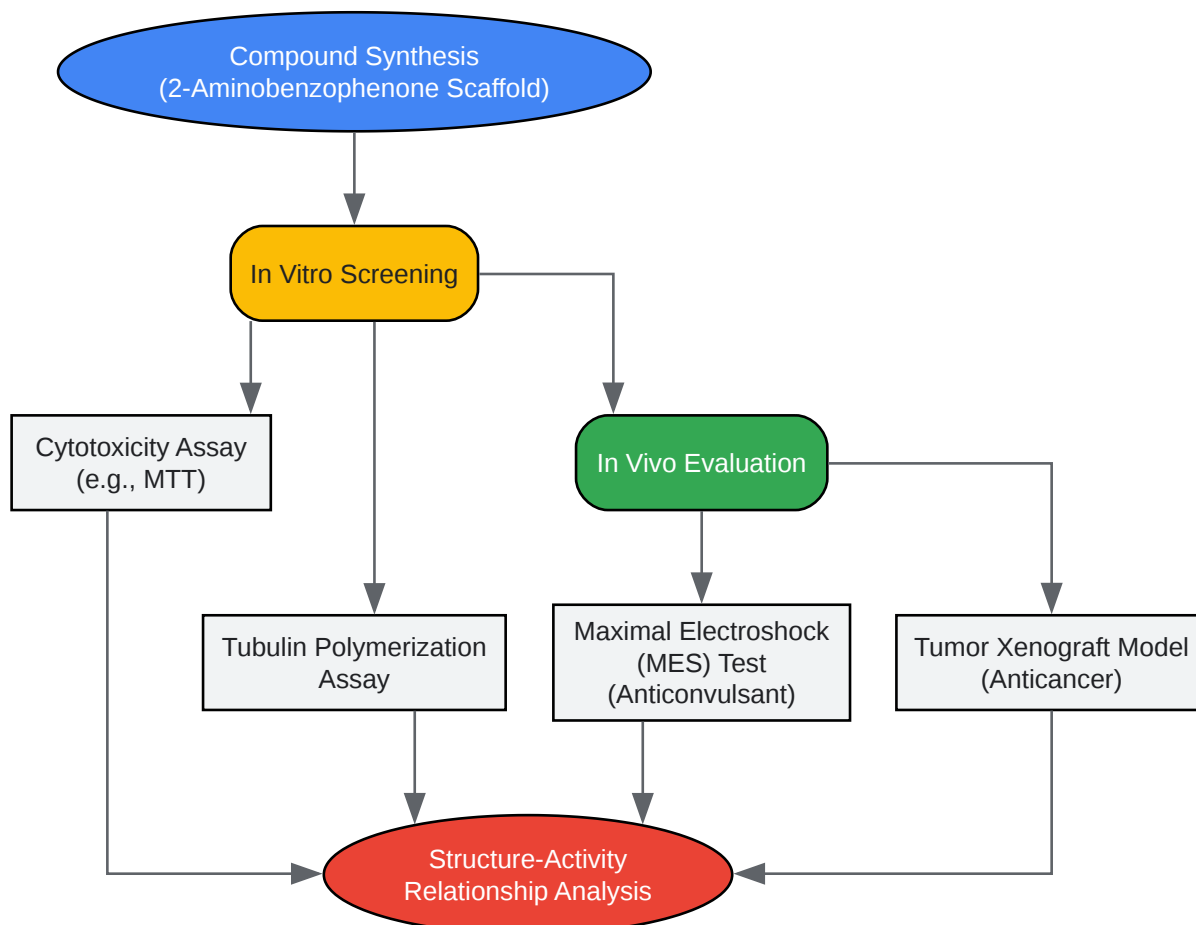 Compound Synthesis
(2-Aminobenzophenone Scaffold)
In Vitro Screening
Cytotoxicity Assay
(e.g., MTT)
In Vivo Evaluation
Tubulin Polymerization
Assay
Maximal Electroshock
(MES) Test
(Anticonvulsant)
Tumor Xenograft Model
(Anticancer)
Structure-Activity
Relationship Analysis